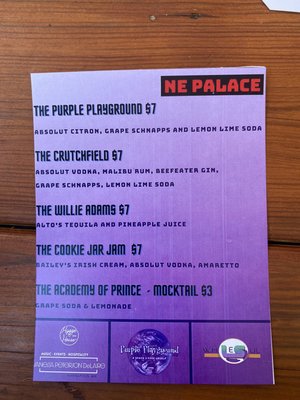 NE PALACE
THE PURPLE PLAYGROUND $7
ABSOLUT CITRON, GRAPE SCHNAPPS AND LEMON LIME SODA
THE CRUTCHFIELD $7
ABSOLUT VODKA, MALIBU RUM, BEEFEATER GIN,
GRAPE SCHNAPPS, LEMON LIME SODA
THE WILLIE ADAMS $7
ALTO'S TEQUILA AND PINEAPPLE JUICE
THE COOKIE JAR JAM $7
BAILEY'S IRISH CREAM, ABSOLUT VODKA, AMARETTO
THE ACADEMY OF PRINCE - MOCKTAIL $3
GRAPE SODA & LEMONADE
MUSIC · EVENTS · HOSPITALITY
Purple Playground